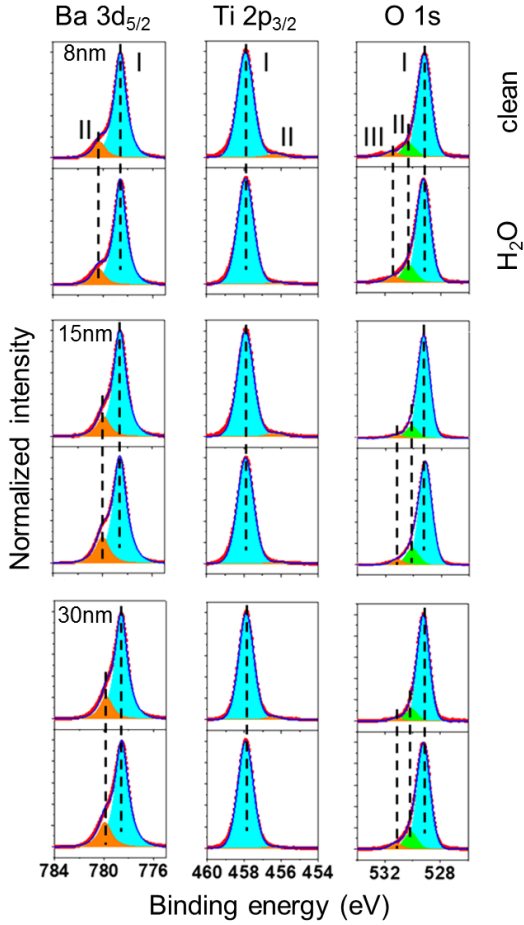 Ba 3d5/2 Ti 2p3/2 O 1s
8nm I I I
II II III II
clean
H2O
15nm
Normalized intensity
30nm
784 780 776 460 458 456 454 532 528
Binding energy (eV)